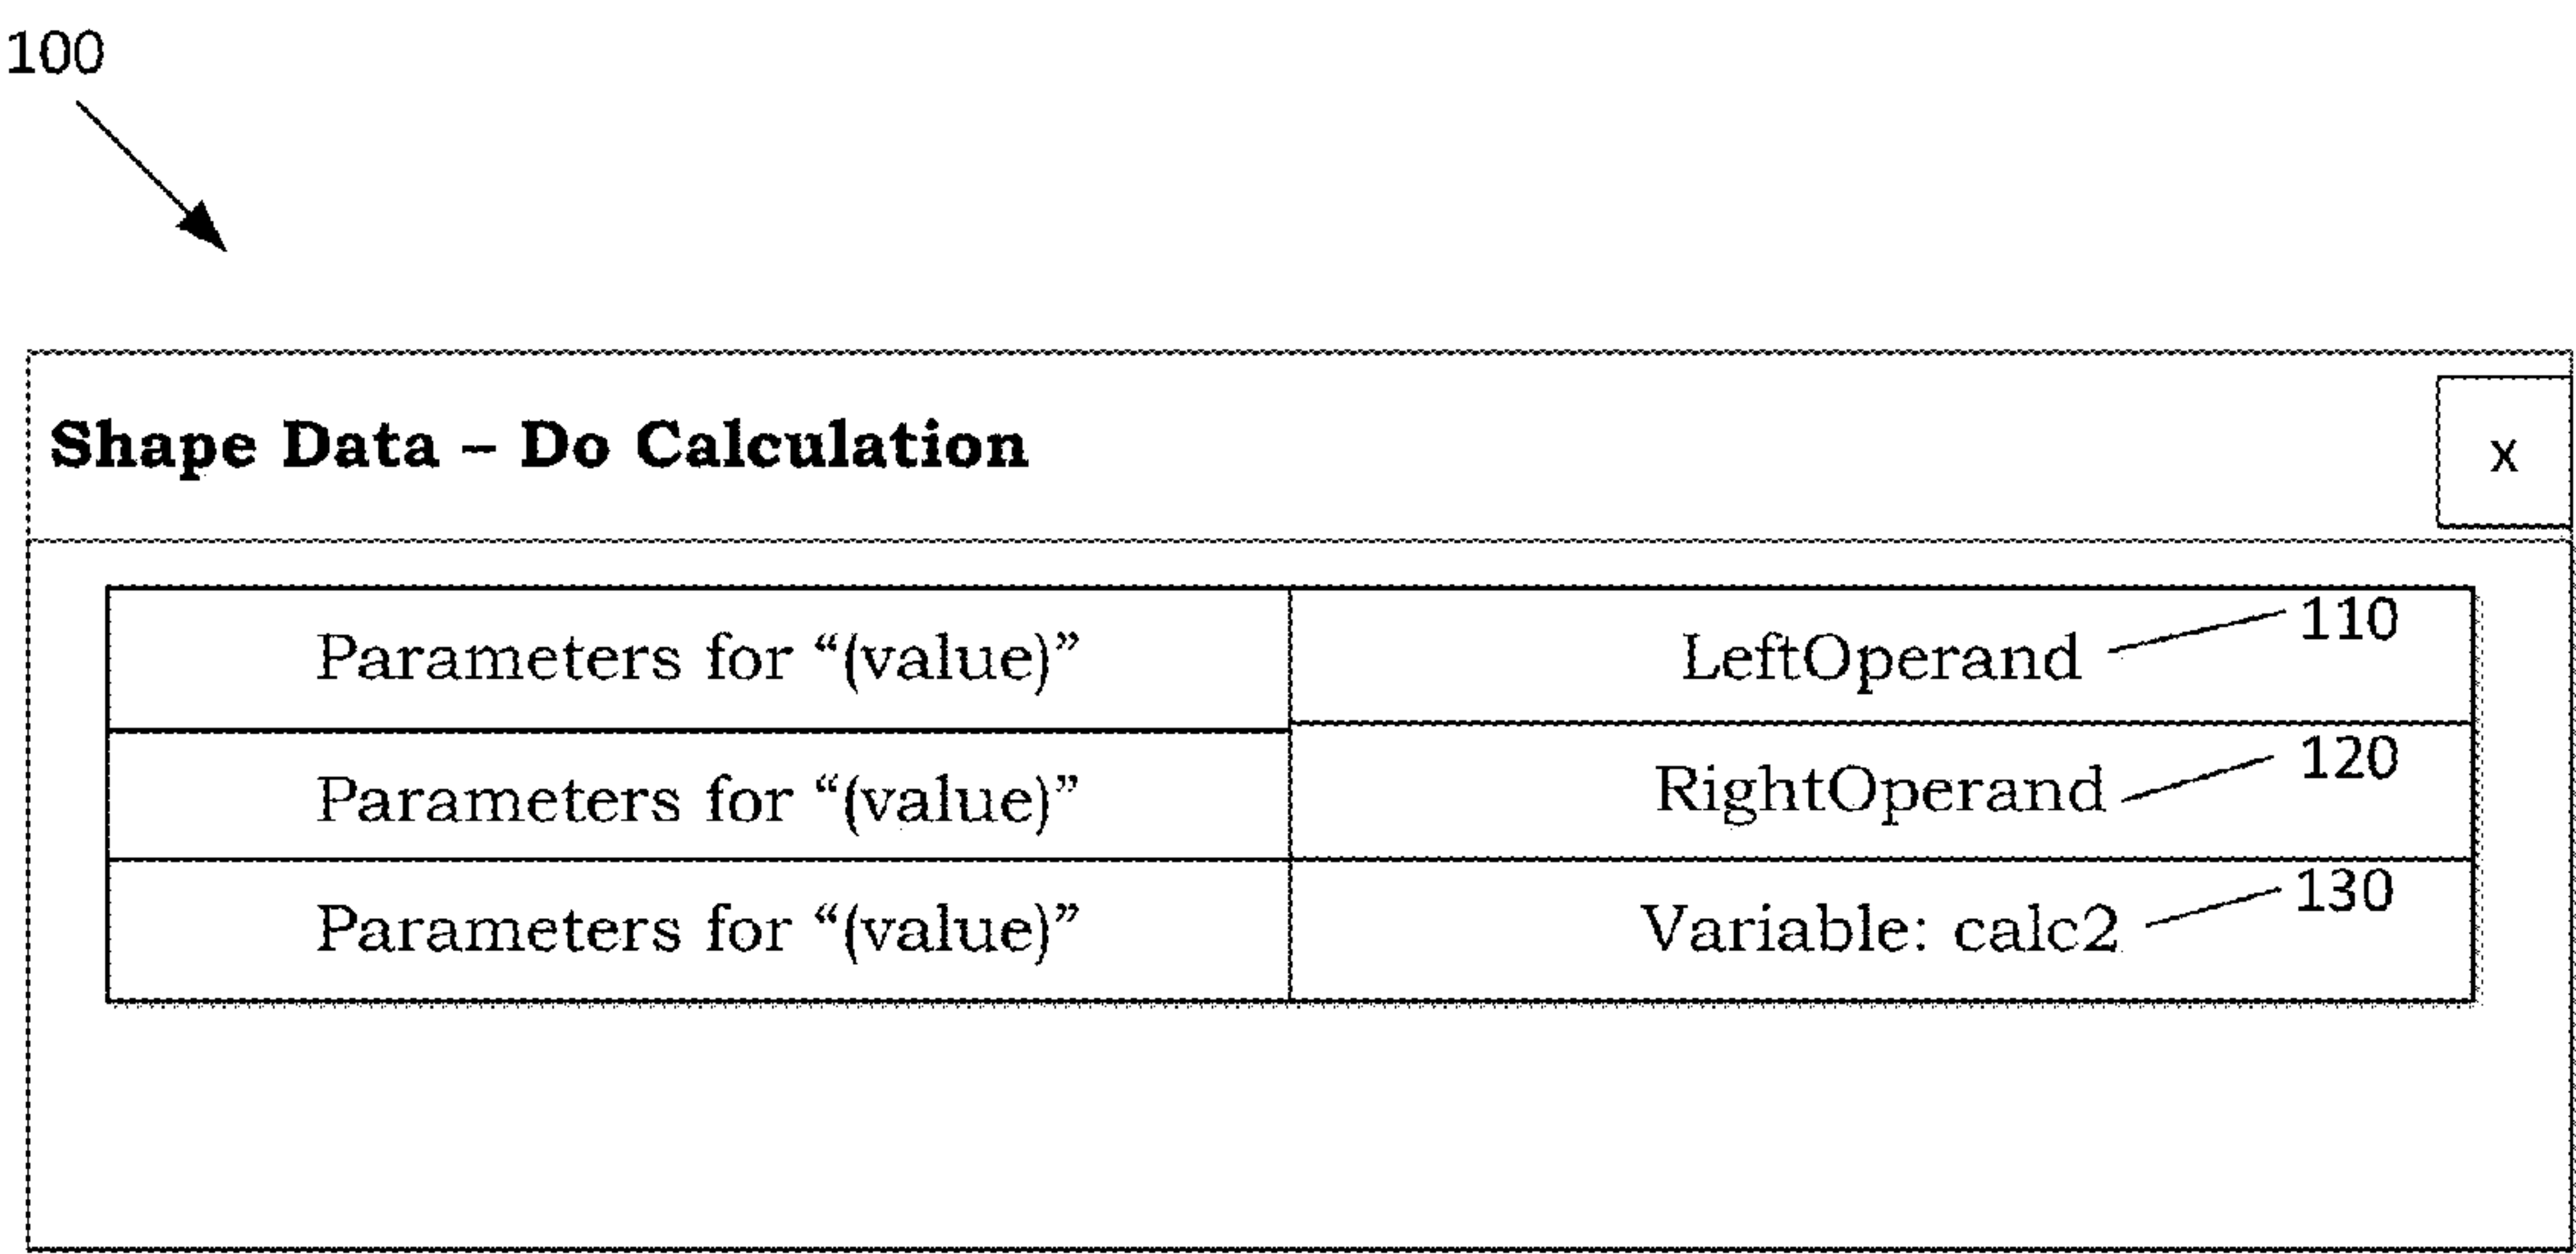 100
Shape Data – Do Calculation
x
Parameters for “(value)”
LeftOperand
110
Parameters for “(value)”
RightOperand
120
Parameters for “(value)”
Variable: calc2
130